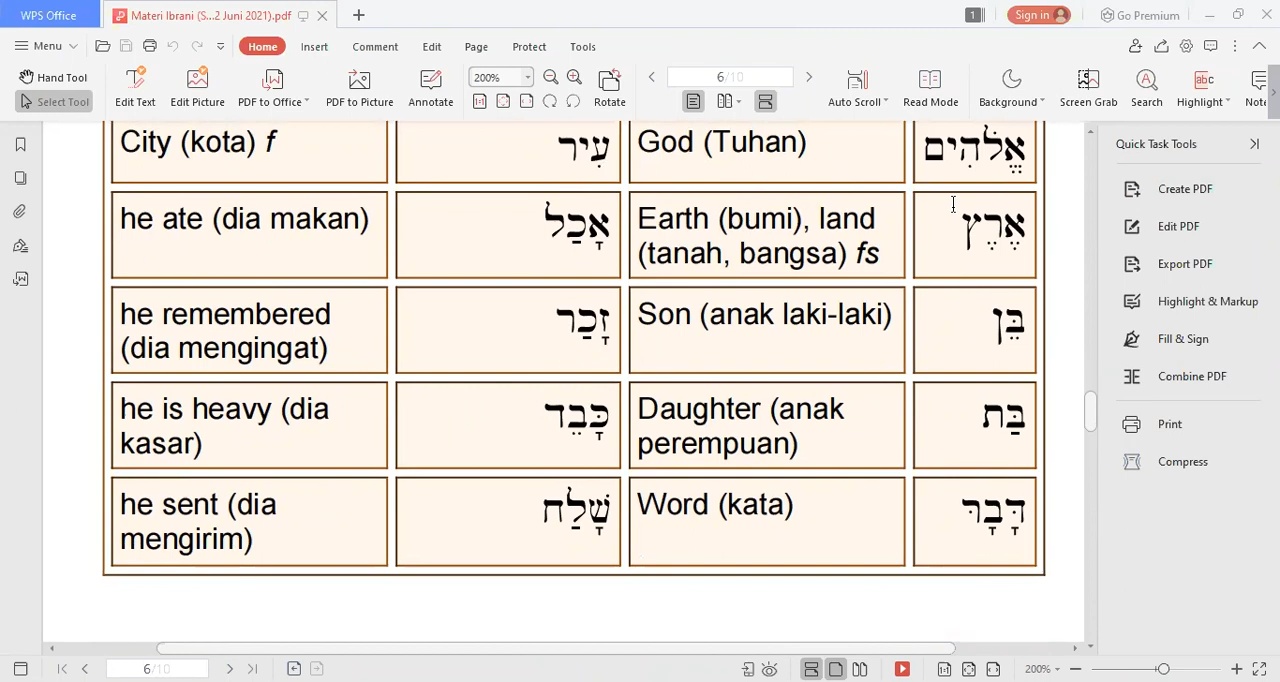 WPS Office
Materi Ibrani (S...2 Juni 2021).pdf
1
Sign in
Go Premium
Menu
Home
Insert
Comment
Edit
Page
Protect
Tools
Hand Tool
Select Tool
Edit Text
Edit Picture
PDF to Office
PDF to Picture
Annotate
200%
Rotate
6/10
Auto Scroll
Read Mode
Background
Screen Grab
Search
Highlight
Quick Task Tools
Create PDF
Edit PDF
Export PDF
Highlight & Markup
Fill & Sign
Combine PDF
Print
Compress
City (kota) f
עִיר
God (Tuhan)
אֱלֹהִים
he ate (dia makan)
אָכַל
Earth (bumi), land
(tanah, bangsa) fs
אֶרֶץ
he remembered
(dia mengingat)
זָכַר
Son (anak laki-laki)
בֵּן
he is heavy (dia
kasar)
כָּבֵד
Daughter (anak
perempuan)
בַּת
he sent (dia
mengirim)
שָׁלַח
Word (kata)
דָּבָרּ
6/10
200%